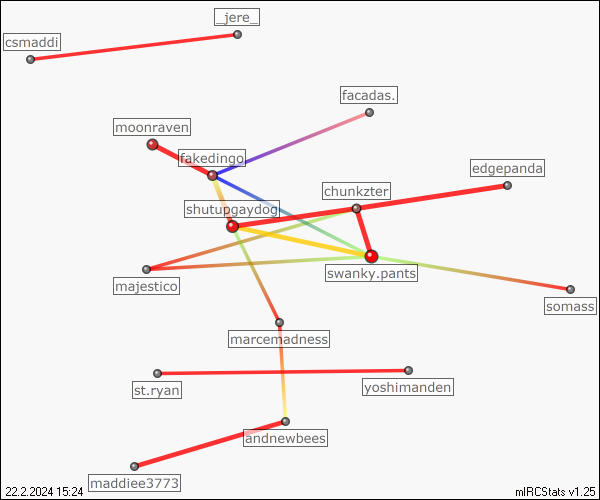 _jere_
csmaddi
facadas.
moonraven
fakedingo
edgepanda
chunkzter
shutupgaydog
swanky.pants
majestico
somass
marcemadness
st.ryan
yoshimanden
andnewbees
maddiee3773
22.2.2024 15:24
mIRCStats v1.25